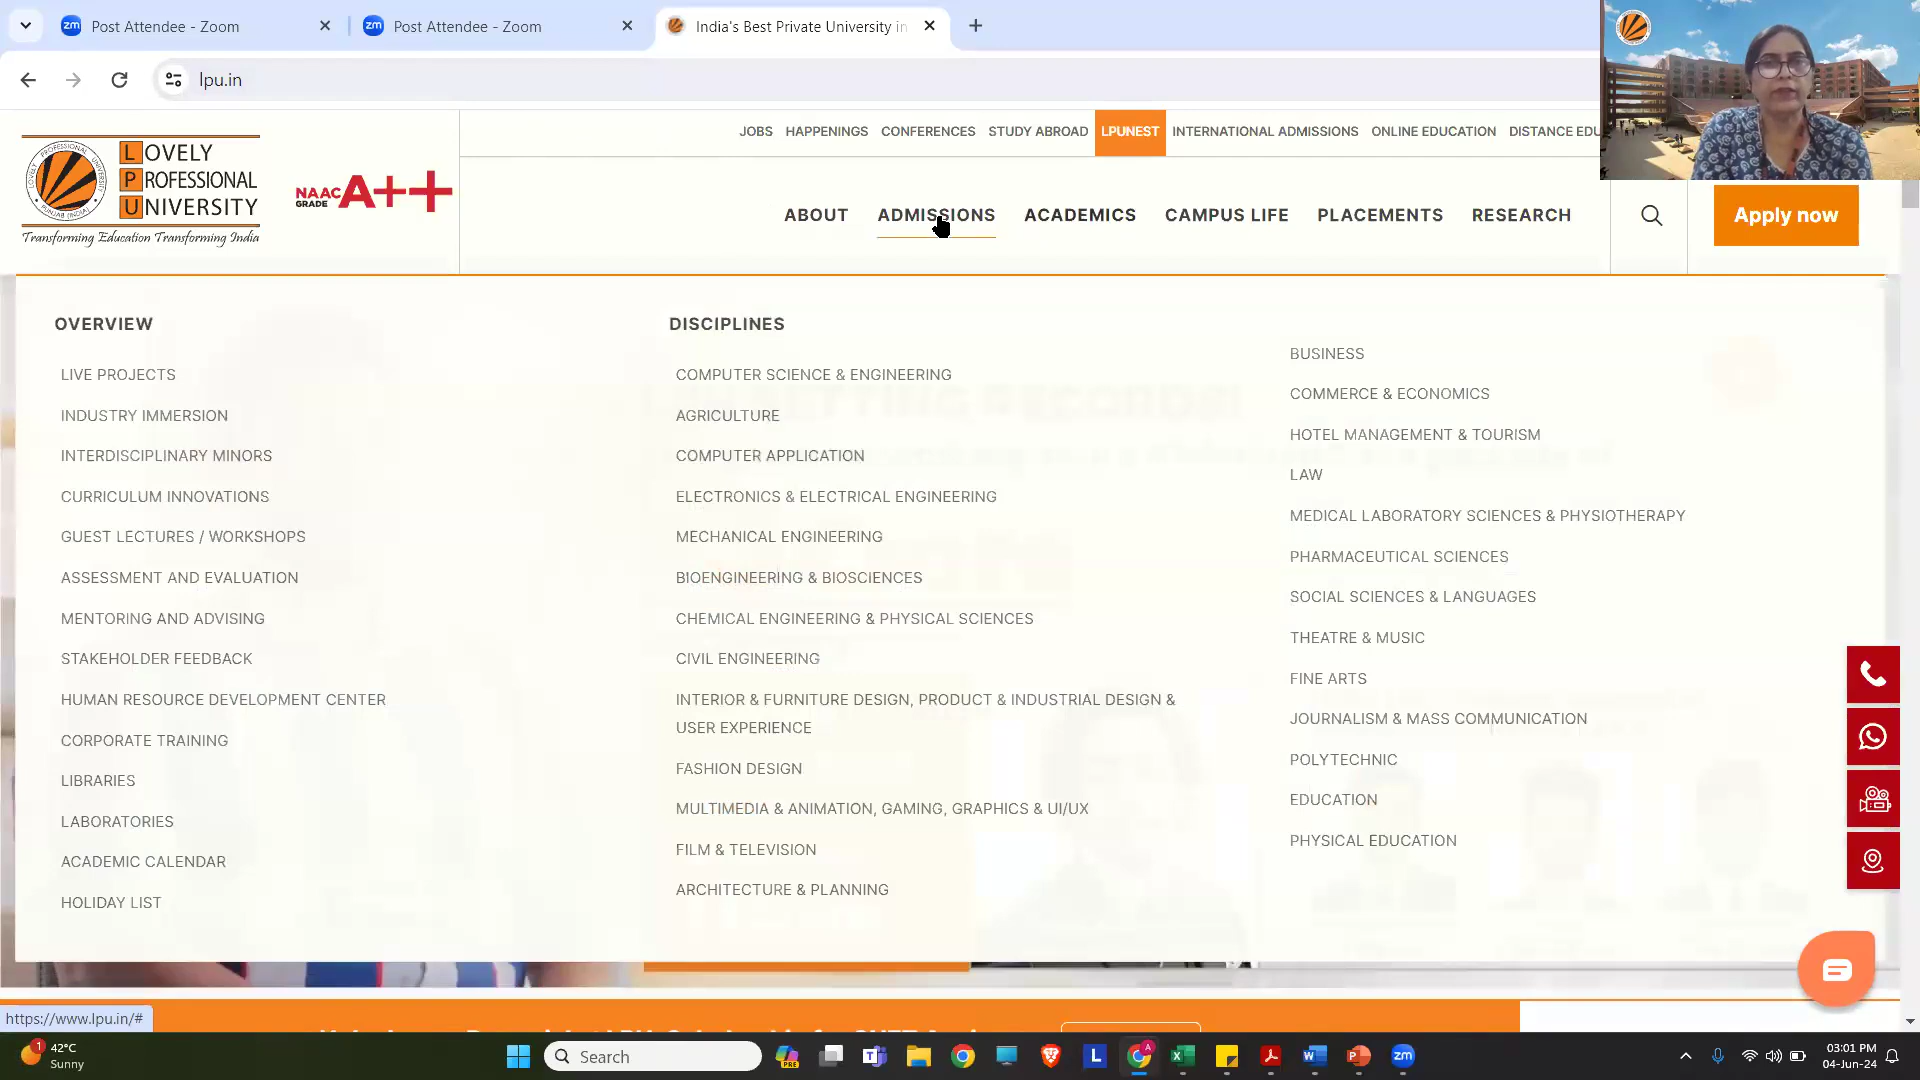 Post Attendee - Zoom
Post Attendee - Zoom
India's Best Private University in
lpu.in
JOBS HAPPENINGS CONFERENCES STUDY ABROAD LPUNEST INTERNATIONAL ADMISSIONS ONLINE EDUCATION DISTANCE EDU
LOVELY
PROFESSIONAL
UNIVERSITY
Transforming Education Transforming India
NAAC
GRADE A++
ABOUT ADMISSIONS ACADEMICS CAMPUS LIFE PLACEMENTS RESEARCH
Apply now
OVERVIEW
LIVE PROJECTS
INDUSTRY IMMERSION
INTERDISCIPLINARY MINORS
CURRICULUM INNOVATIONS
GUEST LECTURES / WORKSHOPS
ASSESSMENT AND EVALUATION
MENTORING AND ADVISING
STAKEHOLDER FEEDBACK
HUMAN RESOURCE DEVELOPMENT CENTER
CORPORATE TRAINING
LIBRARIES
LABORATORIES
ACADEMIC CALENDAR
HOLIDAY LIST
DISCIPLINES
COMPUTER SCIENCE & ENGINEERING
AGRICULTURE
COMPUTER APPLICATION
ELECTRONICS & ELECTRICAL ENGINEERING
MECHANICAL ENGINEERING
BIOENGINEERING & BIOSCIENCES
CHEMICAL ENGINEERING & PHYSICAL SCIENCES
CIVIL ENGINEERING
INTERIOR & FURNITURE DESIGN, PRODUCT & INDUSTRIAL DESIGN &
USER EXPERIENCE
FASHION DESIGN
MULTIMEDIA & ANIMATION, GAMING, GRAPHICS & UI/UX
FILM & TELEVISION
ARCHITECTURE & PLANNING
BUSINESS
COMMERCE & ECONOMICS
HOTEL MANAGEMENT & TOURISM
LAW
MEDICAL LABORATORY SCIENCES & PHYSIOTHERAPY
PHARMACEUTICAL SCIENCES
SOCIAL SCIENCES & LANGUAGES
THEATRE & MUSIC
FINE ARTS
JOURNALISM & MASS COMMUNICATION
POLYTECHNIC
EDUCATION
PHYSICAL EDUCATION
https://www.lpu.in/#
1
42°C
Sunny
Search
03:01 PM
04-Jun-24